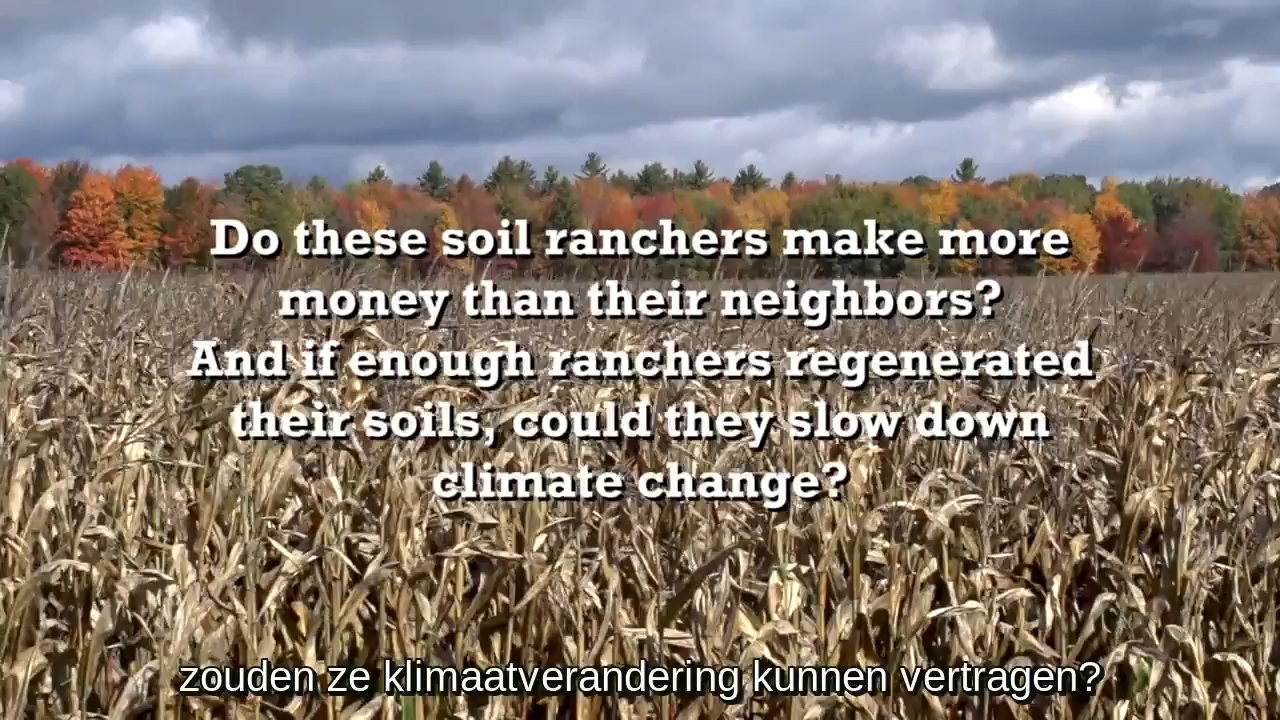 Do these soil ranchers make more
money than their neighbors?
And if enough ranchers regenerated
their soils, could they slow down
climate change?
zouden ze klimaatverandering kunnen vertragen?